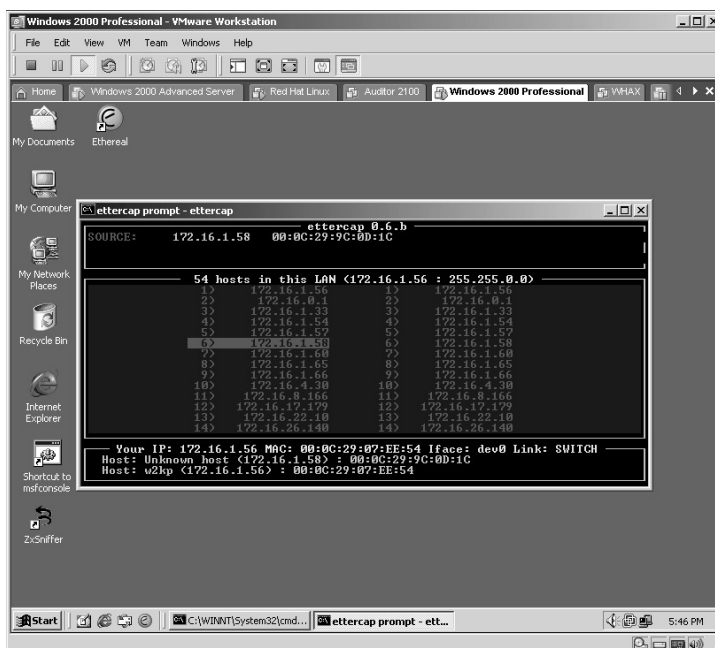 Windows 2000 Professional - VMware Workstation
File Edit View VM Team Windows Help
Home Windows 2000 Advanced Server Red Hat Linux Auditor 2100 Windows 2000 Professional WHAX
My Documents
Ethereal
My Computer
My Network Places
Recycle Bin
Internet Explorer
Shortcut to msfconsole
ZxSniffer
ettercap prompt - ettercap
ettercap 0.6.b
SOURCE: 172.16.1.58 00:0C:29:9C:0D:1C
54 hosts in this LAN (172.16.1.56 : 255.255.0.0)
1) 172.16.1.56 1) 172.16.1.56
2) 172.16.0.1 2) 172.16.0.1
3) 172.16.1.33 3) 172.16.1.33
4) 172.16.1.54 4) 172.16.1.54
5) 172.16.1.57 5) 172.16.1.57
6) 172.16.1.58 6) 172.16.1.58
7) 172.16.1.60 7) 172.16.1.60
8) 172.16.1.65 8) 172.16.1.65
9) 172.16.1.66 9) 172.16.1.66
10) 172.16.4.30 10) 172.16.4.30
11) 172.16.8.166 11) 172.16.8.166
12) 172.16.17.179 12) 172.16.17.179
13) 172.16.22.10 13) 172.16.22.10
14) 172.16.26.140 14) 172.16.26.140
Your IP: 172.16.1.56 MAC: 00:0C:29:07:EE:54 Iface: dev0 Link: SWITCH
Host: Unknown host (172.16.1.58) : 00:0C:29:9C:0D:1C
Host: w2kp (172.16.1.56) : 00:0C:29:07:EE:54
Start C:\WINNT\System32\cmd... ettercap prompt - ett... 5:46 PM